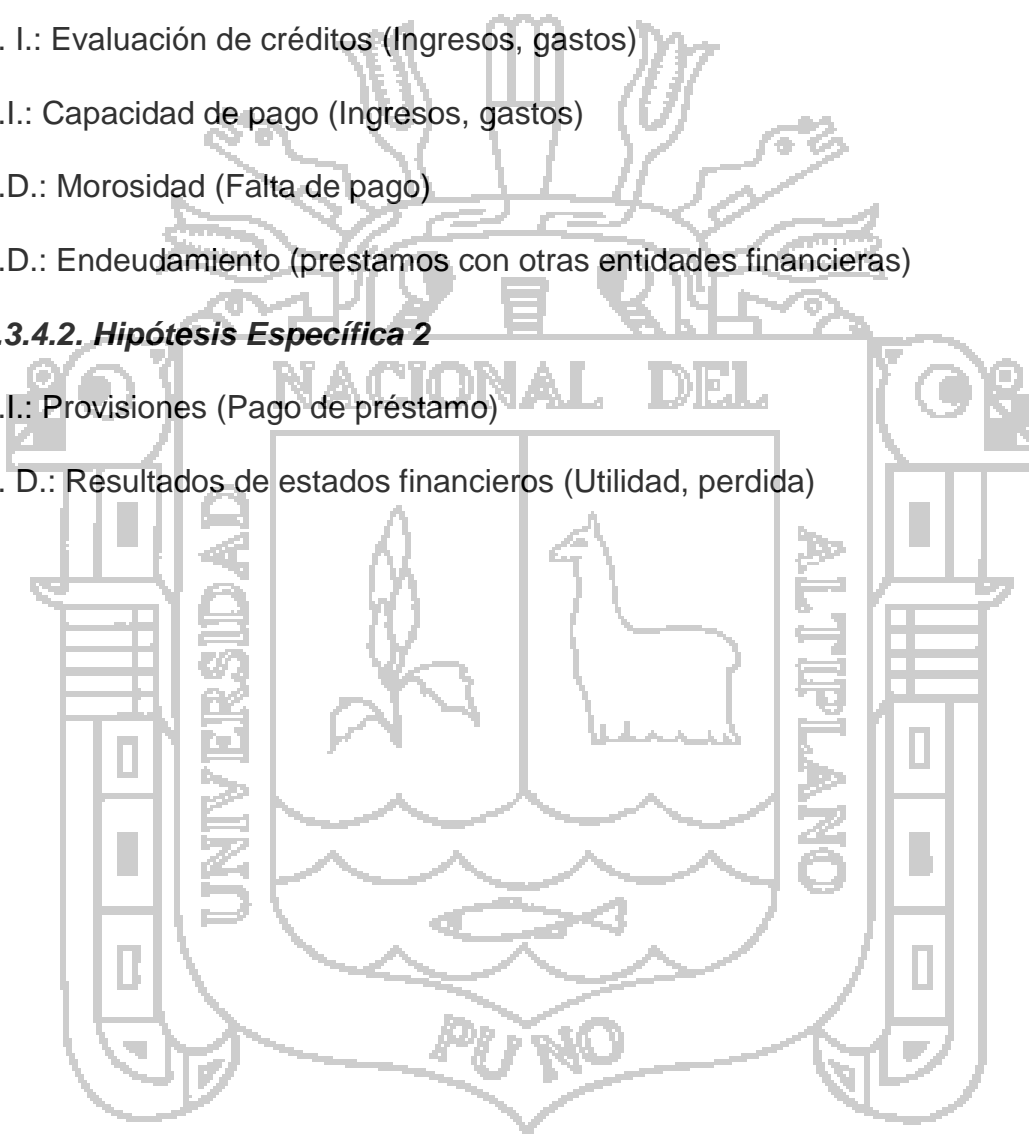 . I.: Evaluación de créditos (Ingresos, gastos)
.I.: Capacidad de pago (Ingresos, gastos)
.D.: Morosidad (Falta de pago)
.D.: Endeudamiento (prestamos con otras entidades financieras)
.3.4.2. Hipótesis Específica 2
.I.: Provisiones (Pago de préstamo)
. D.: Resultados de estados financieros (Utilidad, perdida)
NACIONAL DEL
UNIVERSIDAD
ALTIPLANO
PUNO